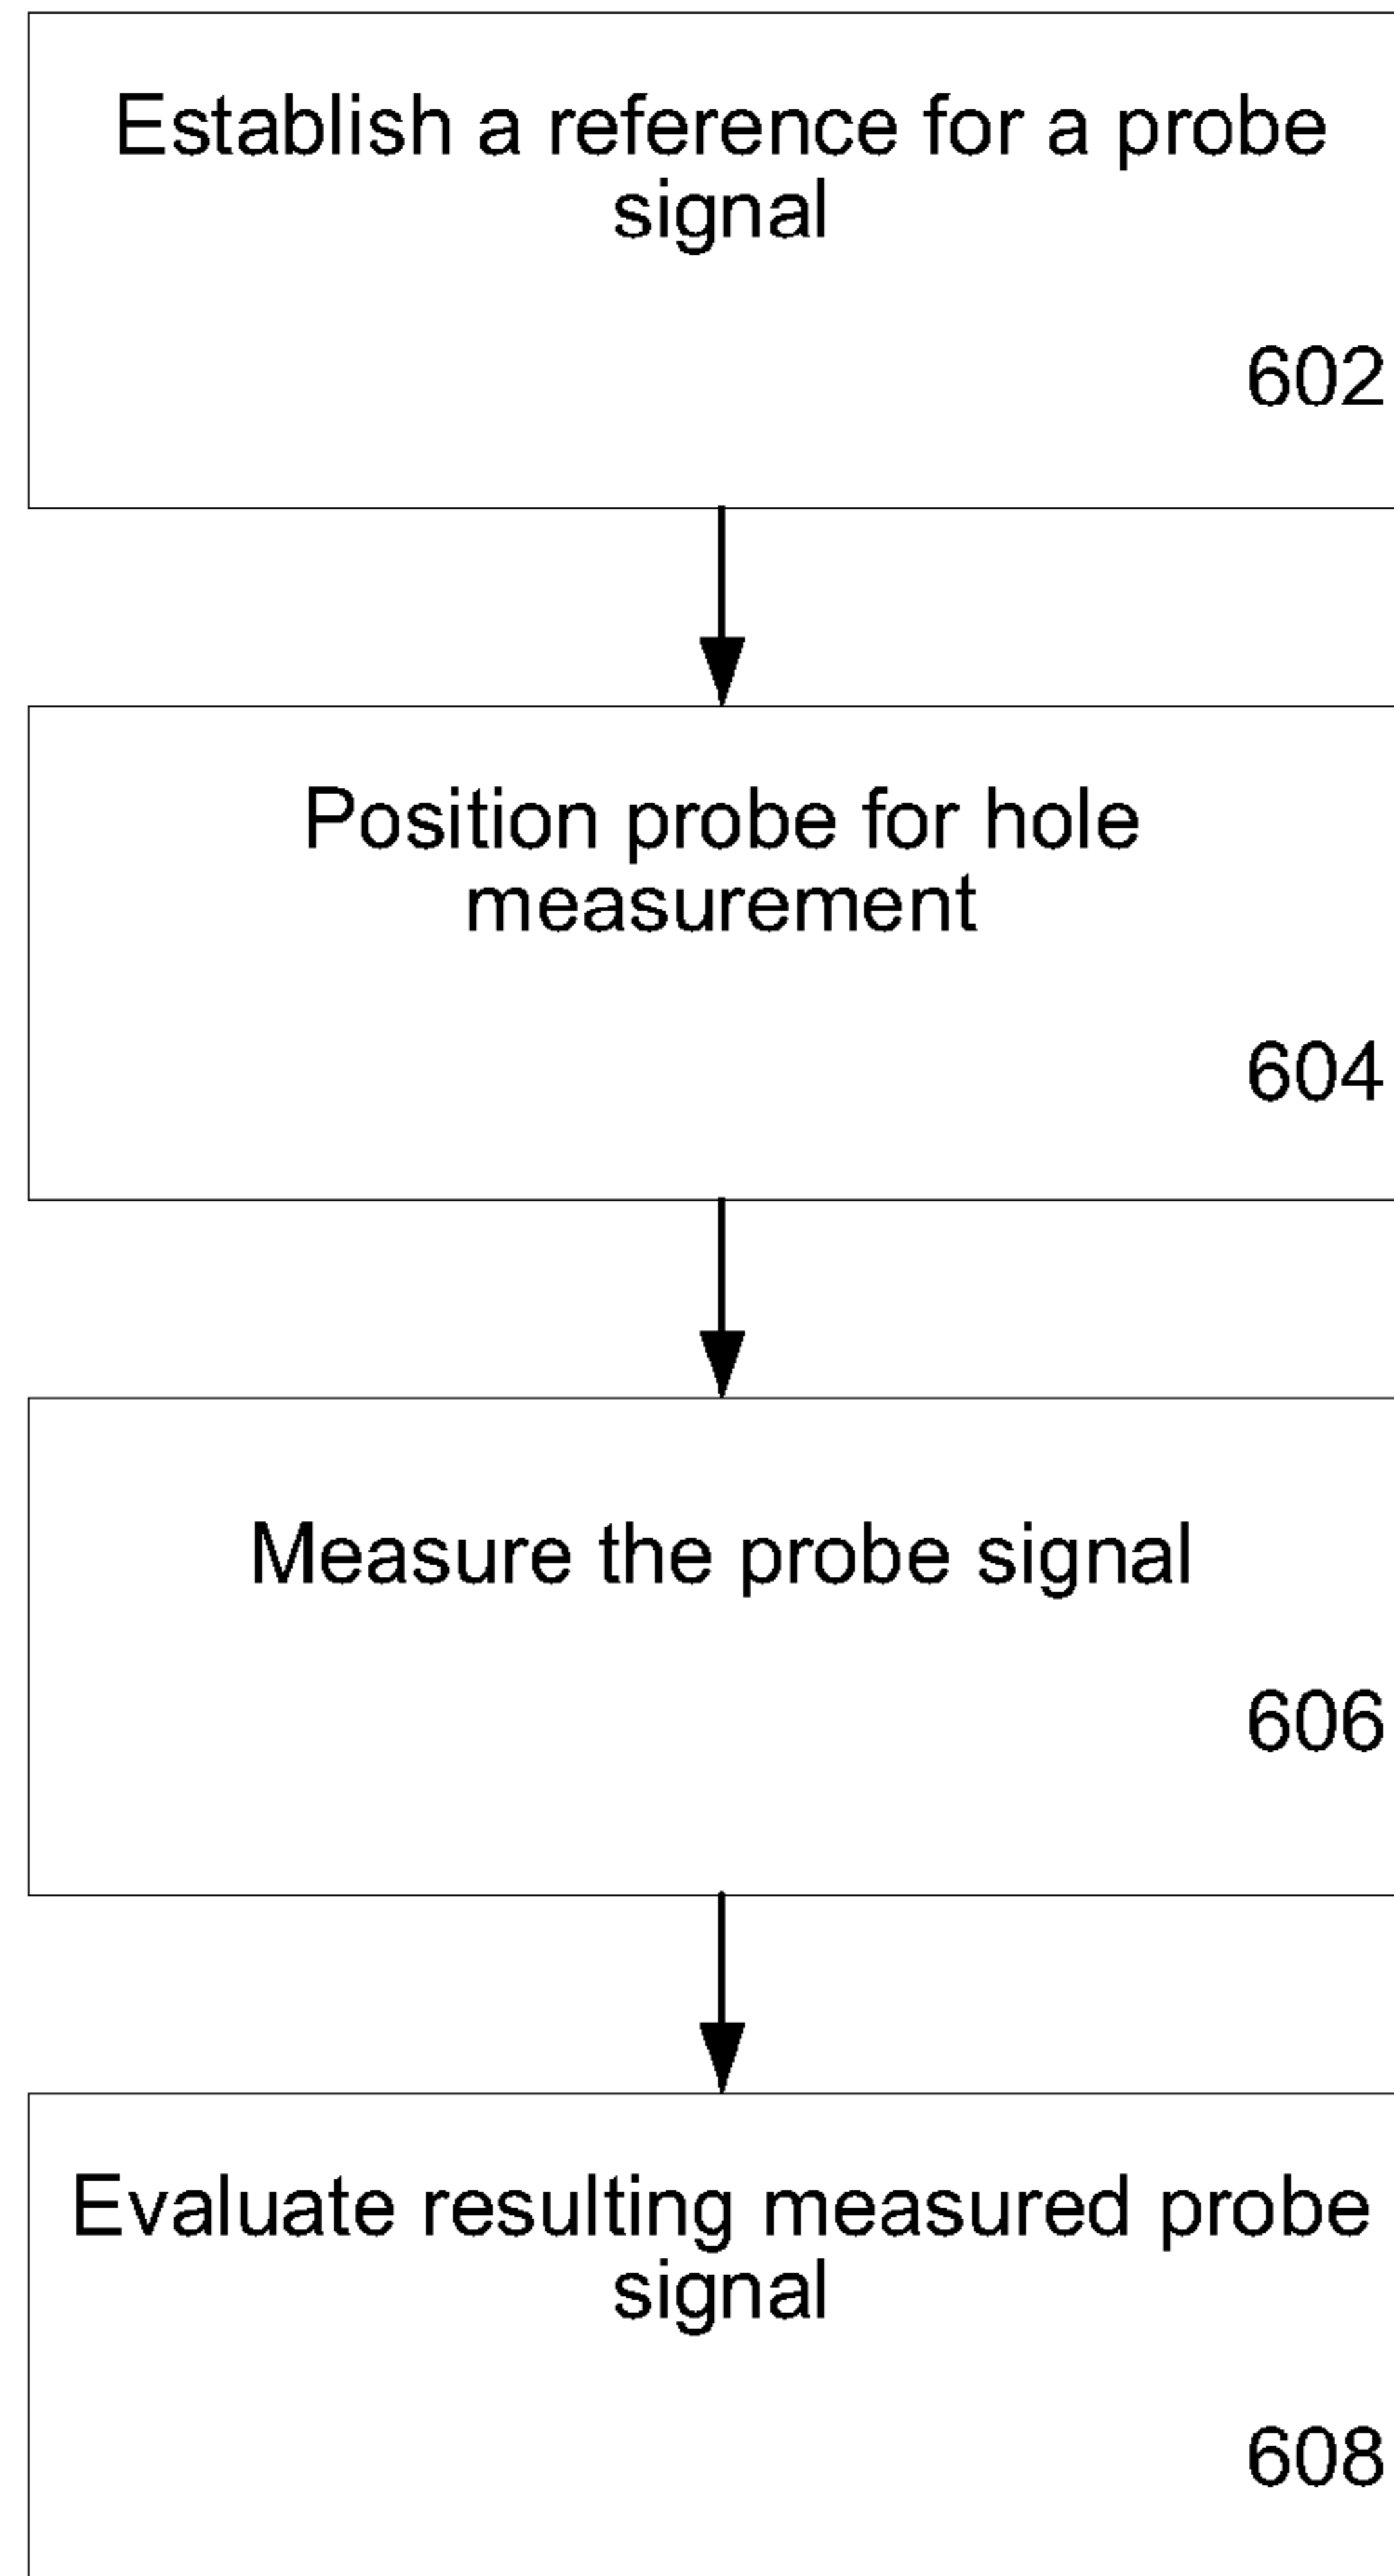 Establish a reference for a probe
signal
602
Position probe for hole
measurement
604
Measure the probe signal
606
Evaluate resulting measured probe
signal
608